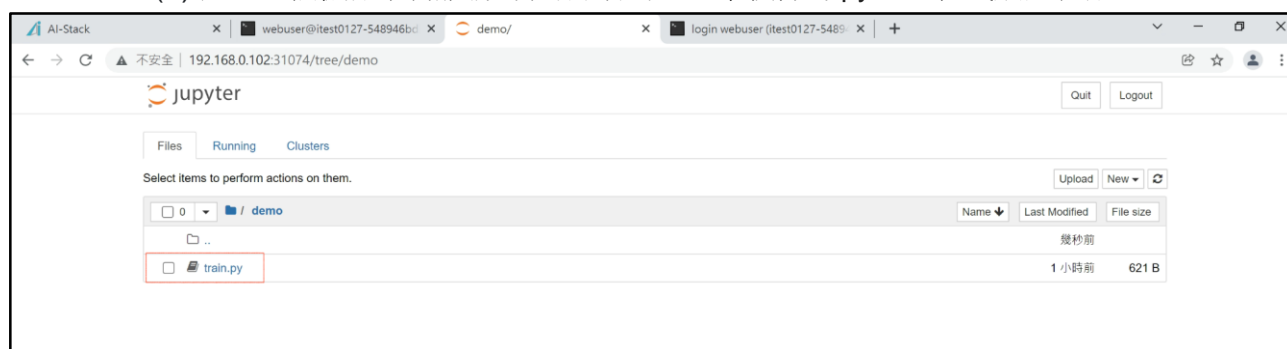 AI-Stack
webuser@itest0127-548946bd
demo/
login webuser (itest0127-5489
不安全 | 192.168.0.102:31074/tree/demo
jupyter
Quit Logout
Files Running Clusters
Select items to perform actions on them.
Upload New
0 / demo
Name Last Modified File size
..
幾秒前
train.py
1 小時前
621 B